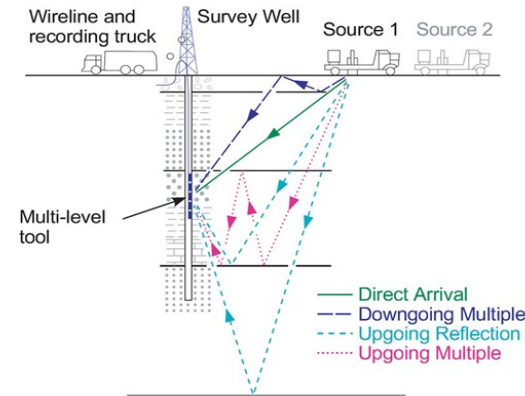 Wireline and
recording truck
Survey Well
Source 1
Source 2
Multi-level
tool
Direct Arrival
Downgoing Multiple
Upgoing Reflection
Upgoing Multiple